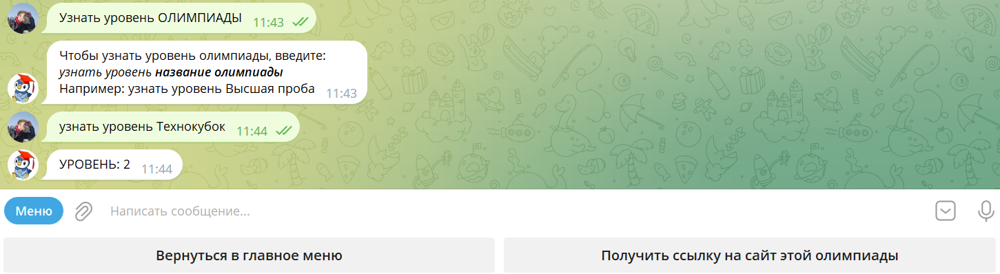 Узнать уровень ОЛИМПИАДЫ 11:43
Чтобы узнать уровень олимпиады, введите:
узнать уровень название олимпиады
Например: узнать уровень Высшая проба 11:43
узнать уровень Технокубок 11:44
УРОВЕНЬ: 2 11:44
Меню Написать сообщение...
Вернуться в главное меню Получить ссылку на сайт этой олимпиады